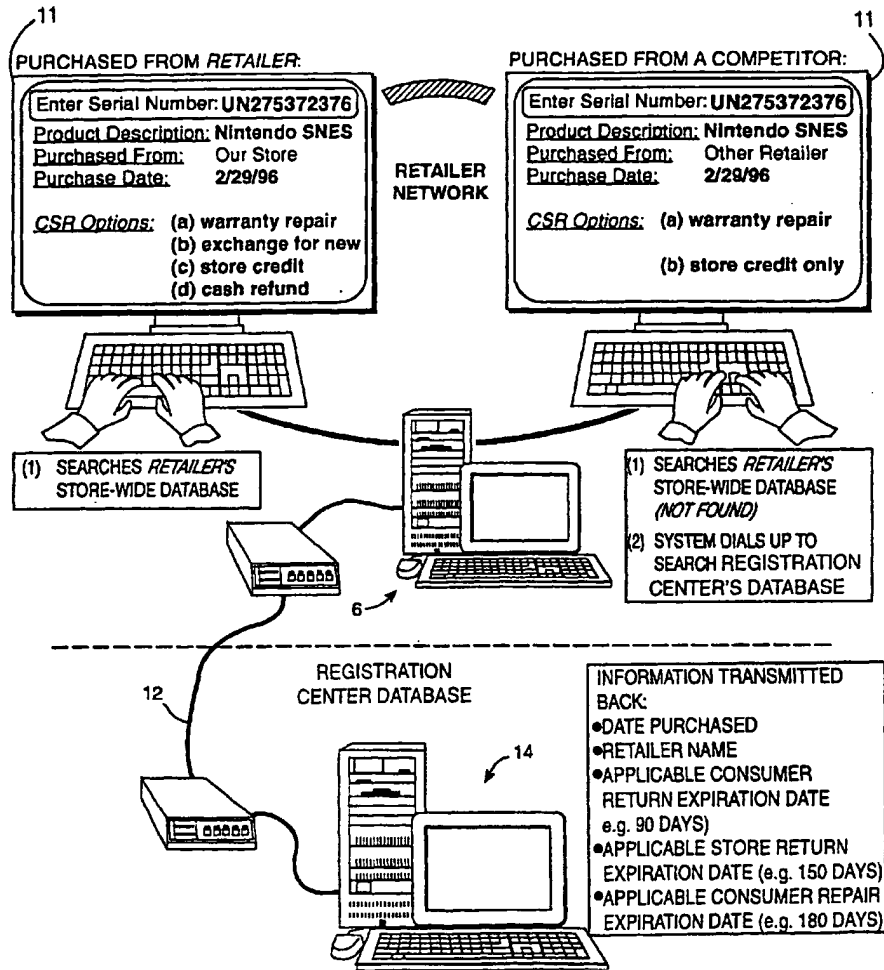 11
11
PURCHASED FROM RETAILER:
Enter Serial Number: UN275372376
Product Description: Nintendo SNES
Purchased From: Our Store
Purchase Date: 2/29/96
CSR Options: (a) warranty repair
(b) exchange for new
(c) store credit
(d) cash refund
RETAILER
NETWORK
PURCHASED FROM A COMPETITOR:
Enter Serial Number: UN275372376
Product Description: Nintendo SNES
Purchased From: Other Retailer
Purchase Date: 2/29/96
CSR Options: (a) warranty repair
(b) store credit only
(1) SEARCHES RETAILER'S
STORE-WIDE DATABASE
6
(1) SEARCHES RETAILER'S
STORE-WIDE DATABASE
(NOT FOUND)
(2) SYSTEM DIALS UP TO
SEARCH REGISTRATION
CENTER'S DATABASE
12
REGISTRATION
CENTER DATABASE
14
INFORMATION TRANSMITTED
BACK:
●DATE PURCHASED
●RETAILER NAME
●APPLICABLE CONSUMER
RETURN EXPIRATION DATE
e.g. 90 DAYS)
●APPLICABLE STORE RETURN
EXPIRATION DATE (e.g. 150 DAYS)
●APPLICABLE CONSUMER REPAIR
EXPIRATION DATE (e.g. 180 DAYS)